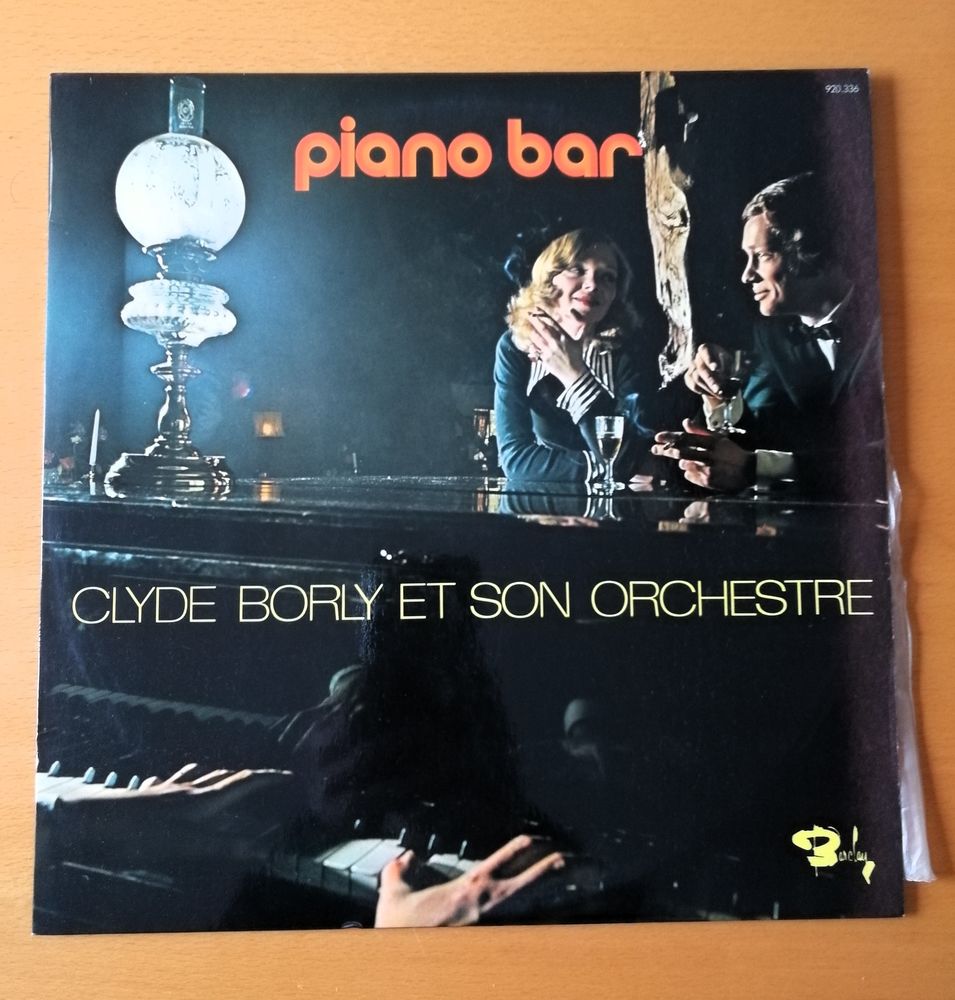 920.336
piano bar
CLYDE BORLY ET SON ORCHESTRE
Barclay